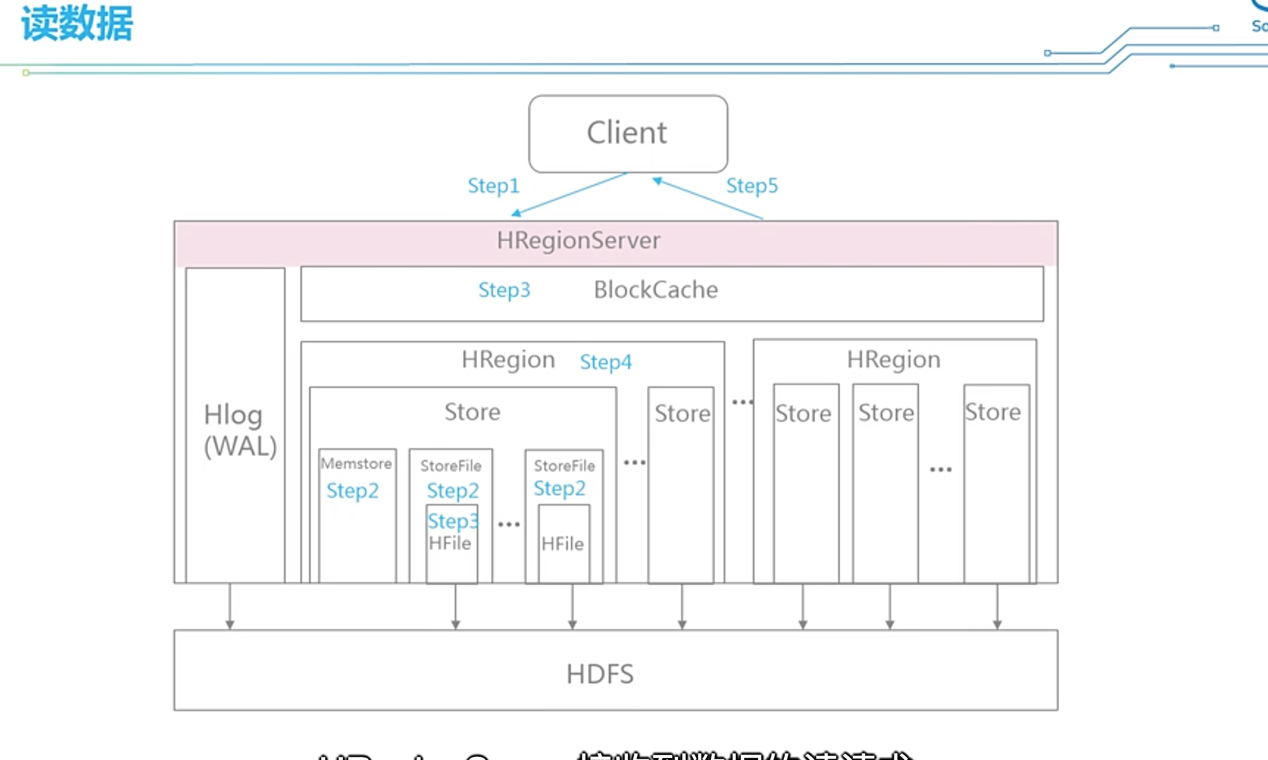 读数据
Client
Step1
Step5
HRegionServer
Step3 BlockCache
HRegion Step4
HRegion
Store
Store
Store
Store
Store
Hlog
(WAL)
Memstore
Step2
StoreFile
Step2
Step3
HFile
StoreFile
Step2
HFile
...
...
...
...
HDFS